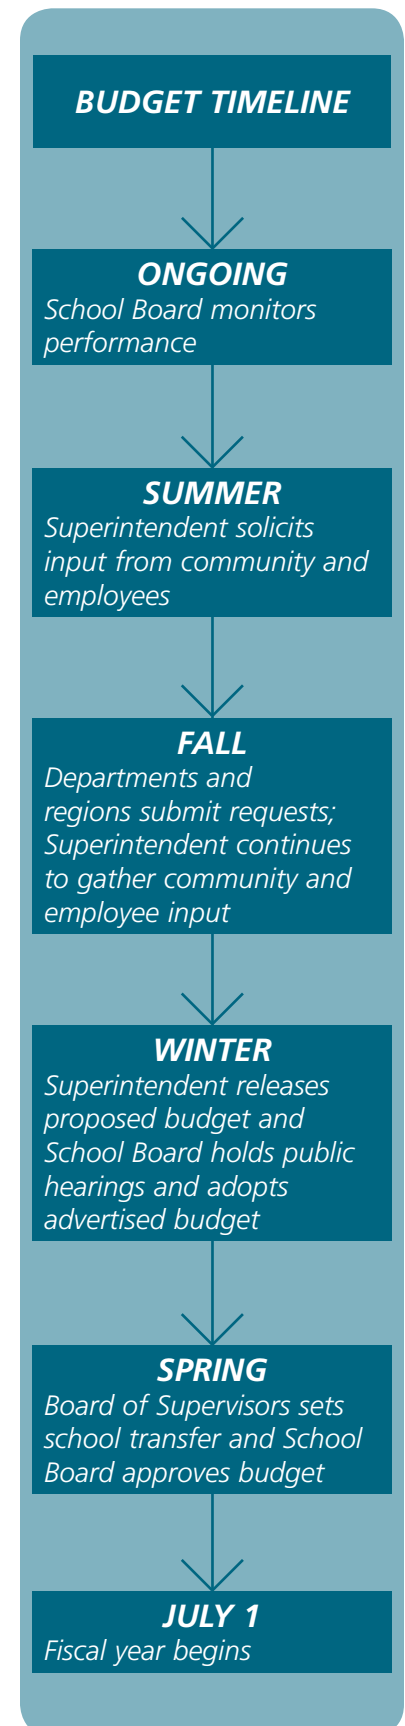 BUDGET TIMELINE
ONGOING
School Board monitors
performance
SUMMER
Superintendent solicits
input from community and
employees
FALL
Departments and
regions submit requests;
Superintendent continues
to gather community and
employee input
WINTER
Superintendent releases
proposed budget and
School Board holds public
hearings and adopts
advertised budget
SPRING
Board of Supervisors sets
school transfer and School
Board approves budget
JULY 1
Fiscal year begins